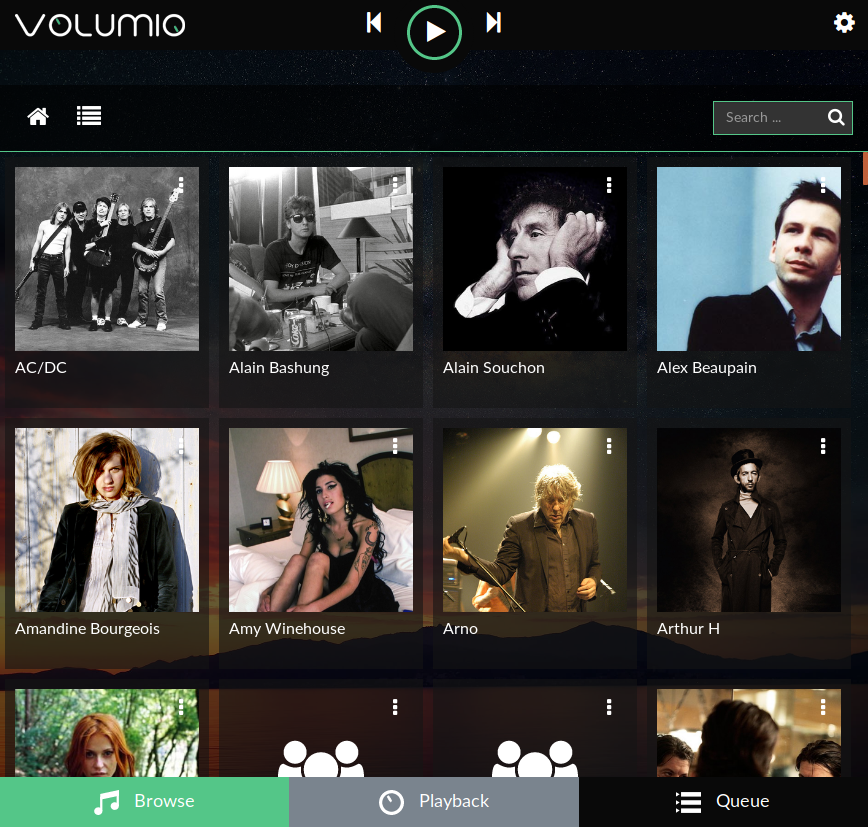 VOLUMIO
Search ...
AC/DC
Alain Bashung
Alain Souchon
Alex Beaupain
Amandine Bourgeois
Amy Winehouse
Arno
Arthur H
Browse
Playback
Queue